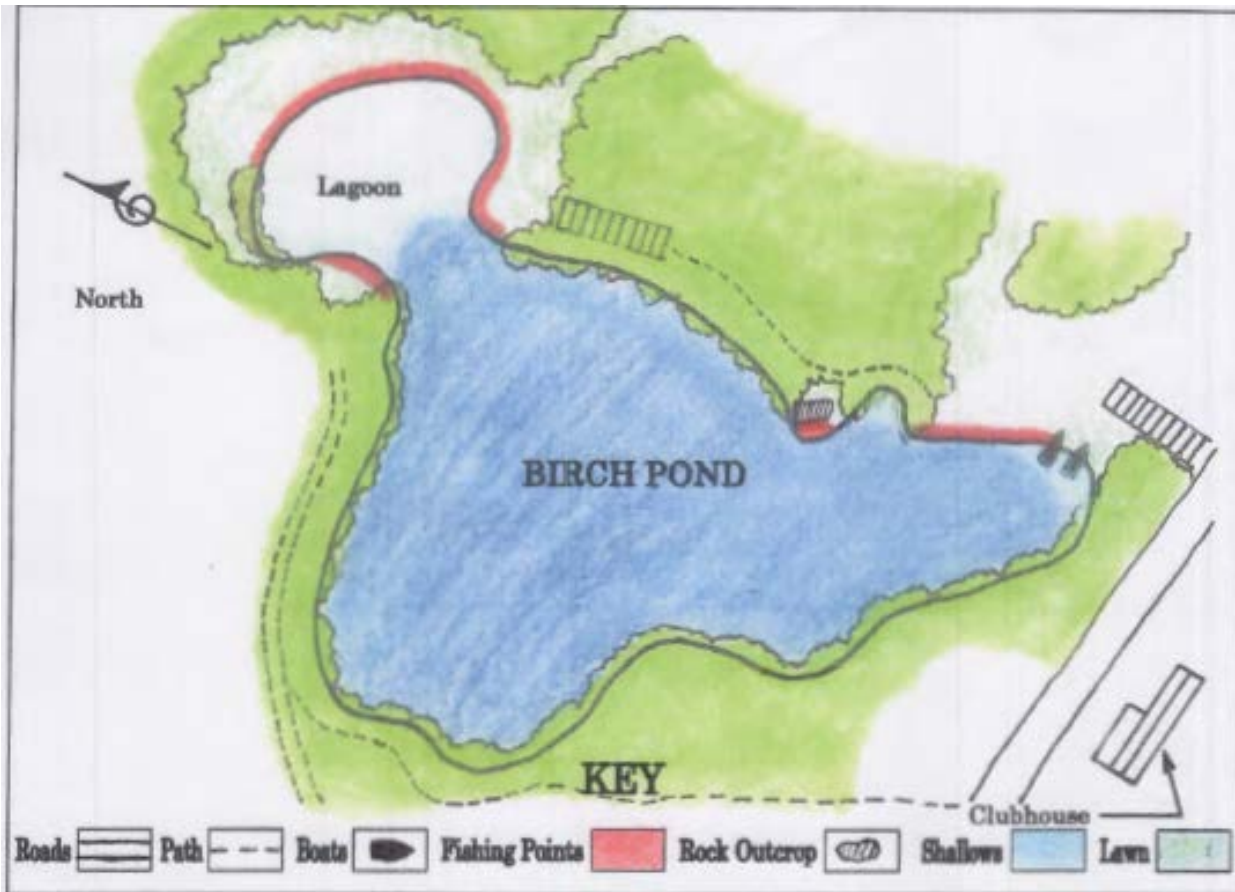 Lagoon
North
BIRCH POND
KEY
Clubhouse
Roads Path Boats Fishing Points Rock Outcrop Shallows Lawn